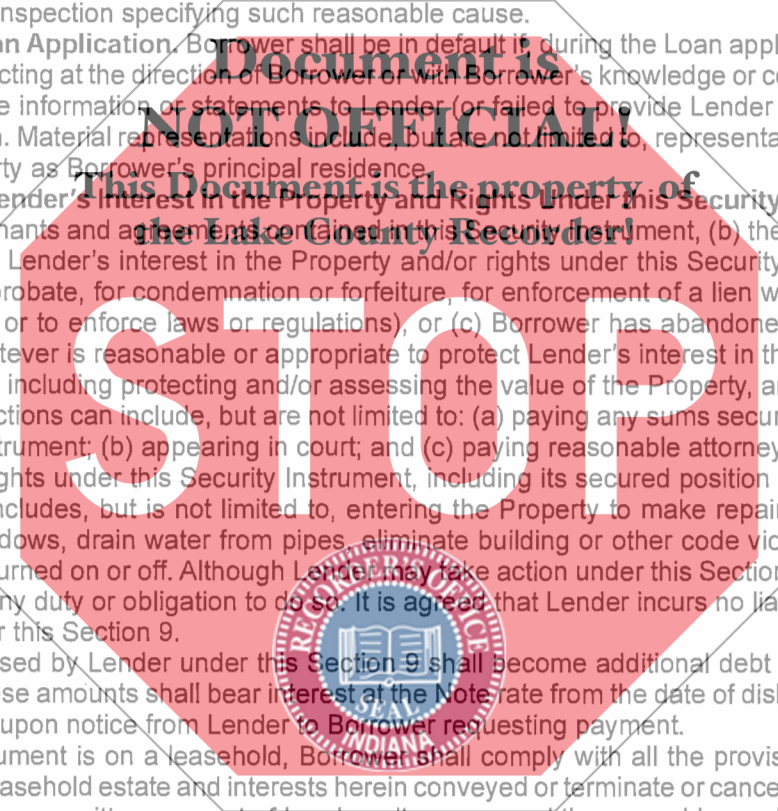 nspection specifying such reasonable cause.
an Application. Borrower shall be in default if, during the Loan appl
Document is
cting at the direction of Borrower or with Borrower's knowledge or c
e information or statements to Lender (or failed to provide Lender
NOT OFFICIAL!
. Material representations include, but are not limited to, representa
ty as Borrower's principal residence.
This Document is the property of
ender's Interest in the Property and Rights Under this Security
the Lake County Recorder!
nants and agreements contained in this Security Instrument, (b) the
Lender's interest in the Property and/or rights under this Security
robate, for condemnation or forfeiture, for enforcement of a lien w
or to enforce laws or regulations), or (c) Borrower has abandone
tever is reasonable or appropriate to protect Lender's interest in th
including protecting and/or assessing the value of the Property, a
ctions can include, but are not limited to: (a) paying any sums secur
STOP
trument; (b) appearing in court; and (c) paying reasonable attorney
ghts under this Security Instrument, including its secured position
ncludes, but is not limited to, entering the Property to make repai
dows, drain water from pipes, eliminate building or other code vio
urned on or off. Although Lender may take action under this Section
ny duty or obligation to do so. It is agreed that Lender incurs no lia
r this Section 9.
RECORDER'S OFFICE
SEAL
INDIANA
sed by Lender under this Section 9 shall become additional debt
se amounts shall bear interest at the Note rate from the date of dis
upon notice from Lender to Borrower requesting payment.
ument is on a leasehold, Borrower shall comply with all the provis
asehold estate and interests herein conveyed or terminate or cance